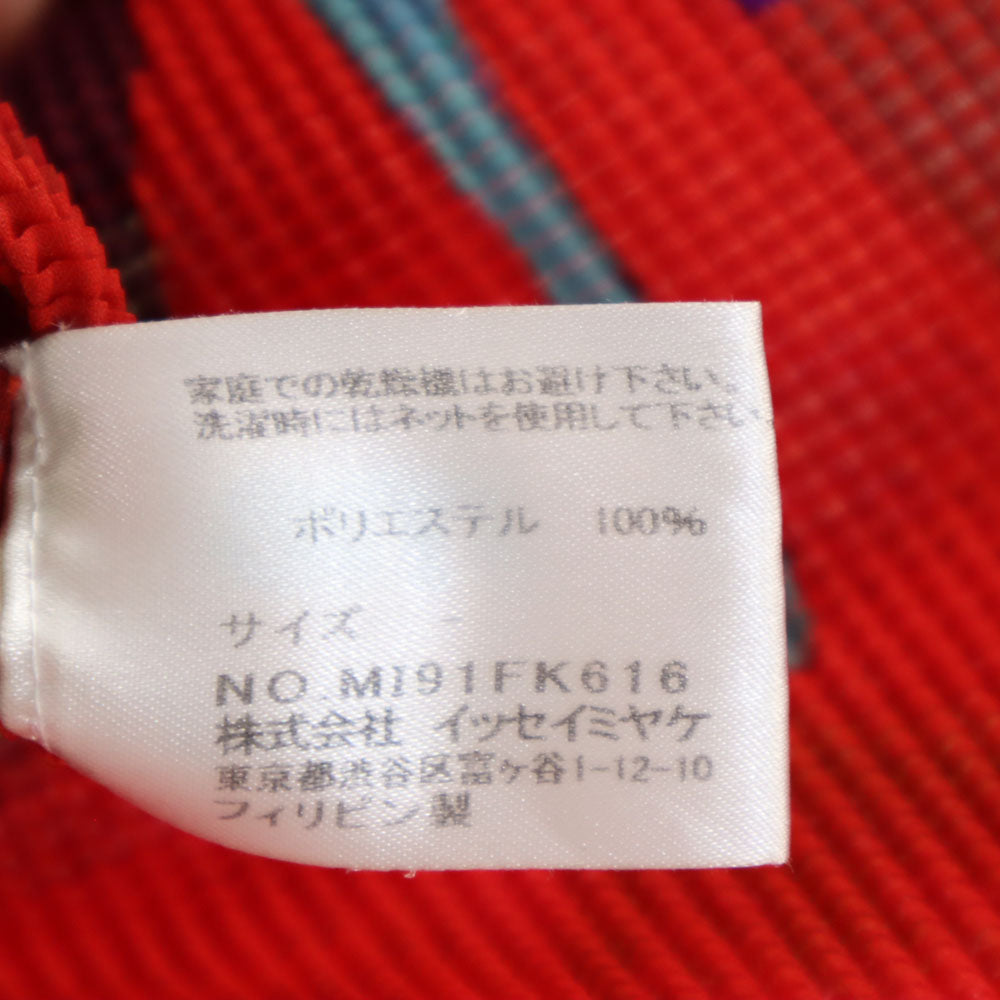 家庭での乾燥機はお避け下さい。
洗濯時にはネットを使用して下さい
ポリエステル 100%
サイズ -
NO.MI91FK616
株式会社 イッセイミヤケ
東京都渋谷区富ヶ谷1-12-10
フィリピン製